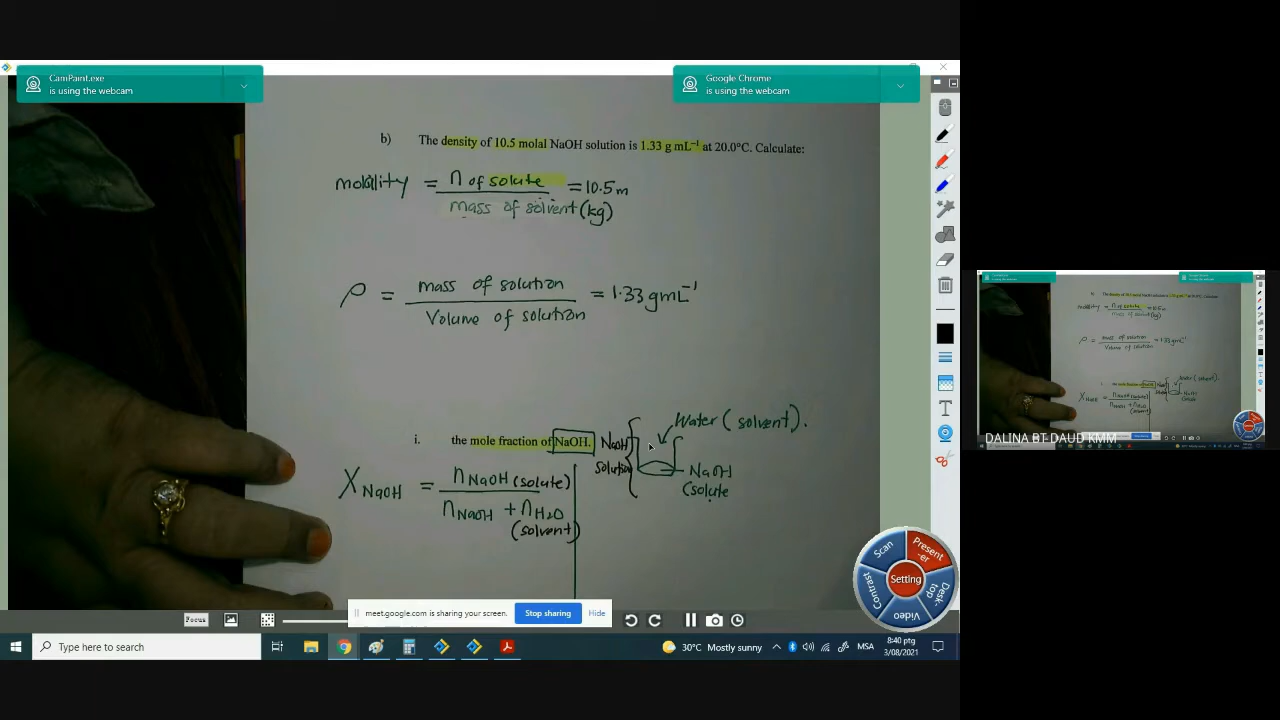 CamPaint.exe
is using the webcam
Google Chrome
is using the webcam
b) The density of 10.5 molal NaOH solution is 1.33 g mL⁻¹ at 20.0°C. Calculate:
molality = n of solute / mass of solvent (kg) = 10.5 m
ρ = mass of solution / Volume of solution = 1.33 g mL⁻¹
i. the mole fraction of NaOH.
NaOH solution
Water (solvent).
NaOH (solute
X NaOH = n NaOH (solute) / n NaOH + n H₂O (solvent)
DALINA BT DAUD KMM
Scan
Present-er
Contrast
Setting
Desk-top
Video
Focus
meet.google.com is sharing your screen.
Stop sharing
Hide
Type here to search
30°C Mostly sunny
MSA
8:40 ptg
3/08/2021